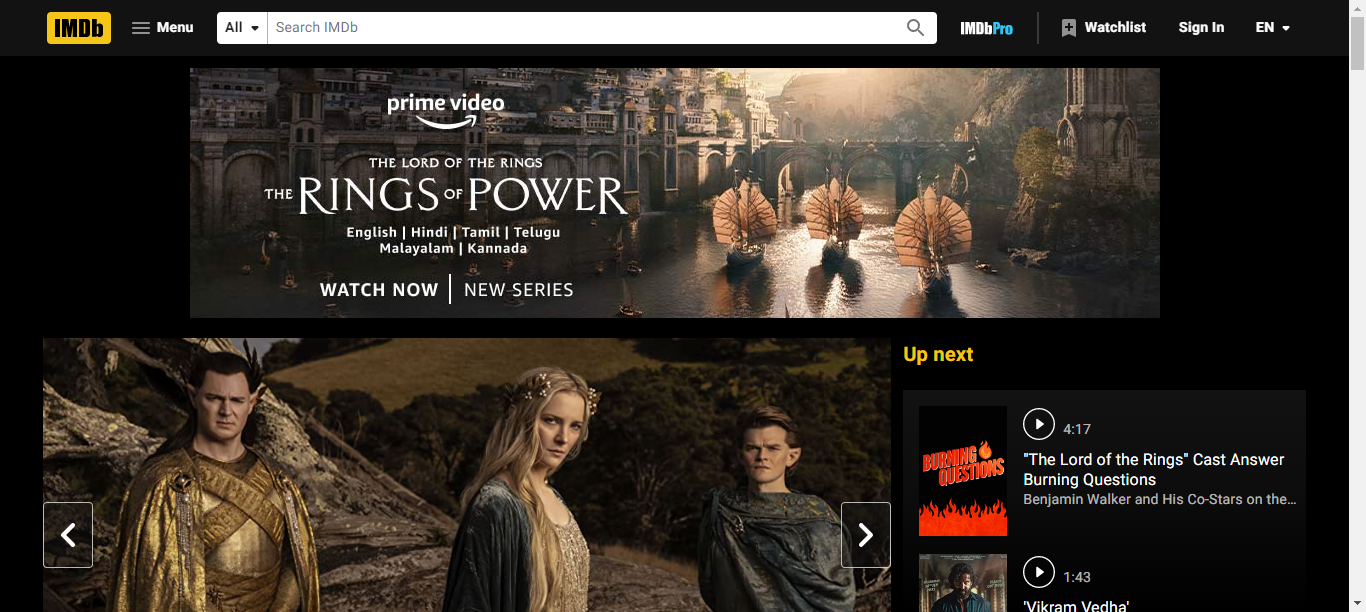 IMDb Menu All Search IMDb IMDbPro Watchlist Sign In EN
prime video
THE LORD OF THE RINGS
THE RINGS OF POWER
English | Hindi | Tamil | Telugu
Malayalam | Kannada
WATCH NOW | NEW SERIES
Up next
BURNING
QUESTIONS
4:17
"The Lord of the Rings" Cast Answer
Burning Questions
Benjamin Walker and His Co-Stars on the...
1:43
'Vikram Vedha'